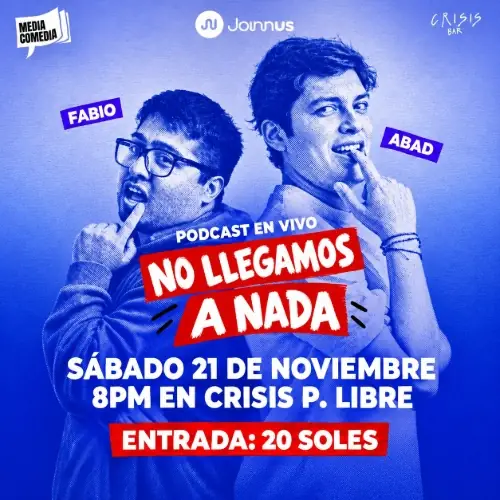 MEDIA
COMEDIA
Joinnus
CRISIS
BAR
FABIO
ABAD
PODCAST EN VIVO
NO LLEGAMOS
A NADA
SÁBADO 21 DE NOVIEMBRE
8PM EN CRISIS P. LIBRE
ENTRADA: 20 SOLES